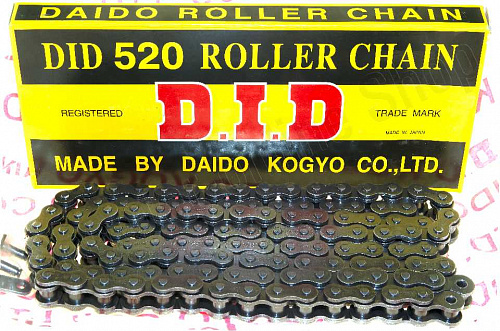 DAIDO ROLLER CHAIN
DID 520 ROLLER CHAIN
REGISTERED D.I.D TRADE MARK
MADE IN JAPAN
MADE BY DAIDO KOGYO CO.,LTD.